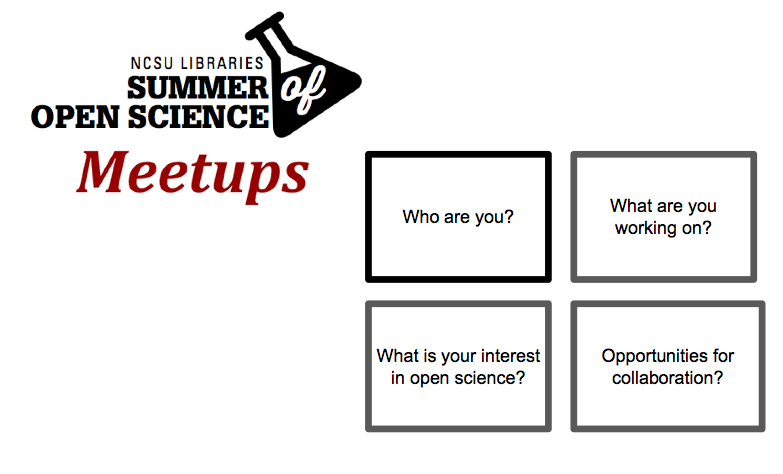 NCSU LIBRARIES
SUMMER of
OPEN SCIENCE
Meetups
Who are you?
What are you
working on?
What is your interest
in open science?
Opportunities for
collaboration?